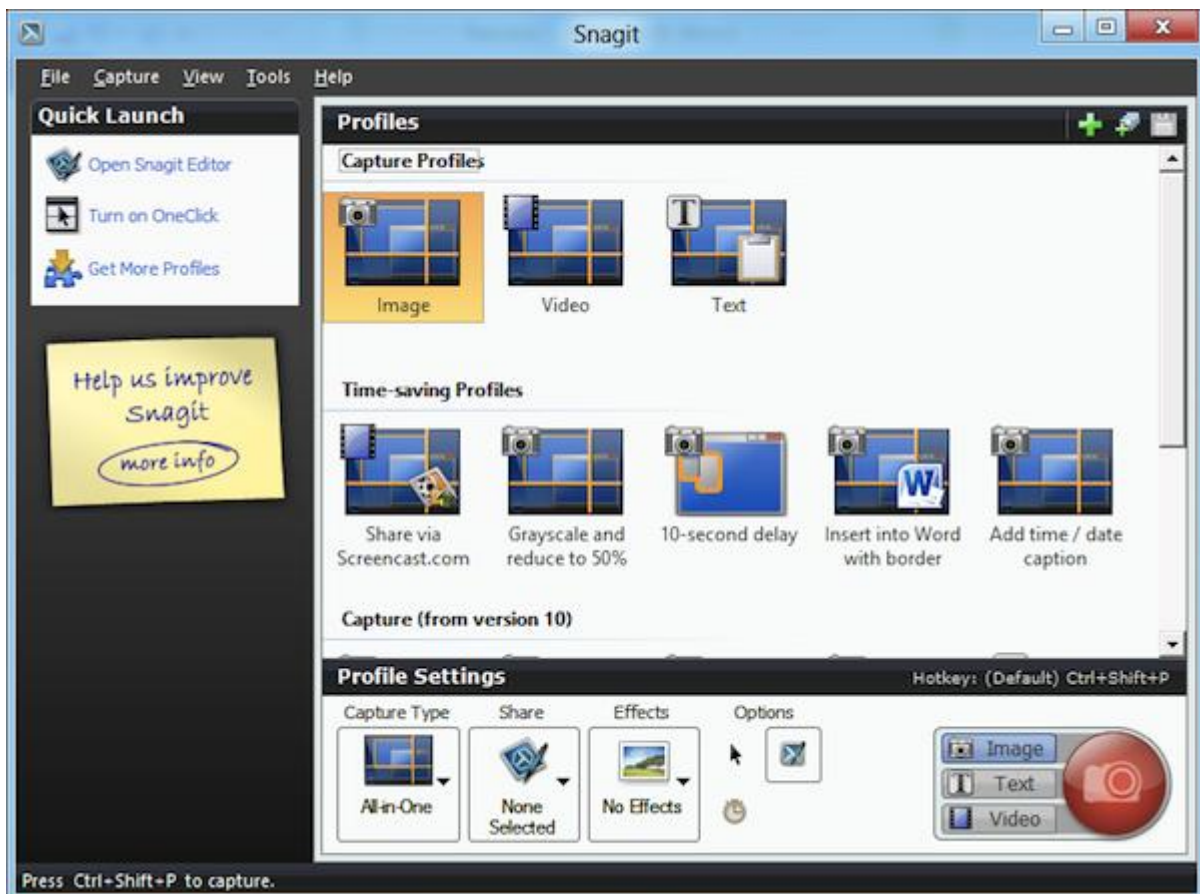 Snagit
File Capture View Tools Help
Quick Launch
Open Snagit Editor
Turn on OneClick
Get More Profiles
Help us improve
Snagit
more info
Profiles
Capture Profiles
Image
Video
T
Text
Time-saving Profiles
Share via
Screencast.com
Grayscale and
reduce to 50%
10-second delay
W
Insert into Word
with border
Add time / date
caption
Capture (from version 10)
Profile Settings
Hotkey: (Default) Ctrl+Shift+P
Capture Type
All-in-One
Share
None
Selected
Effects
No Effects
Options
Image
T Text
Video
Press Ctrl+Shift+P to capture.